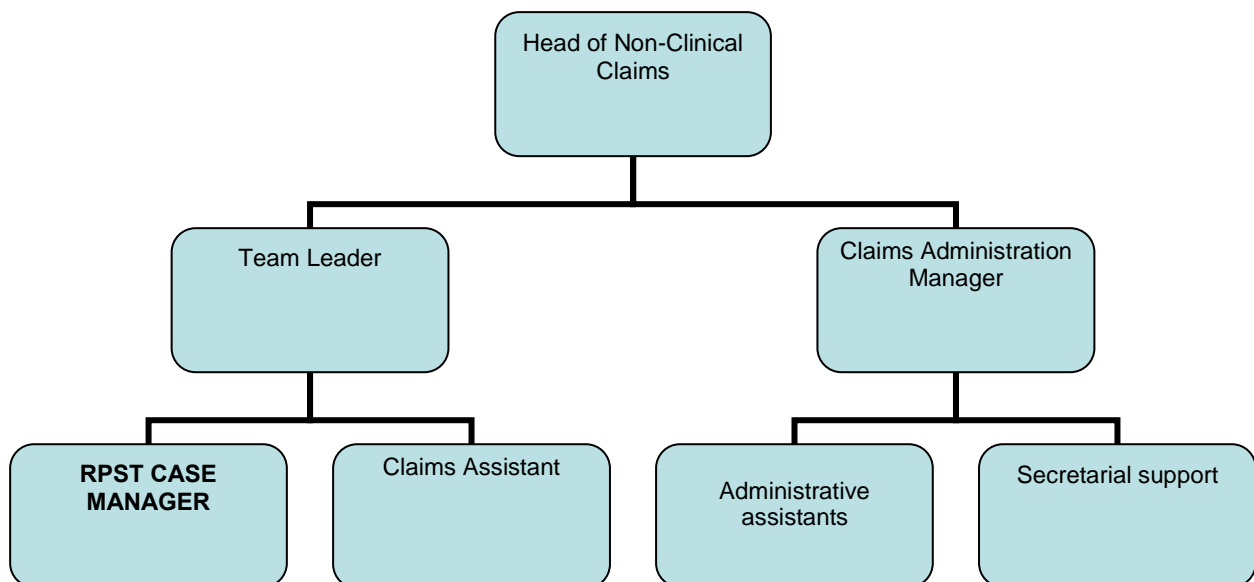 Head of Non-Clinical
Claims
Team Leader
Claims Administration
Manager
RPST CASE
MANAGER
Claims Assistant
Administrative
assistants
Secretarial support